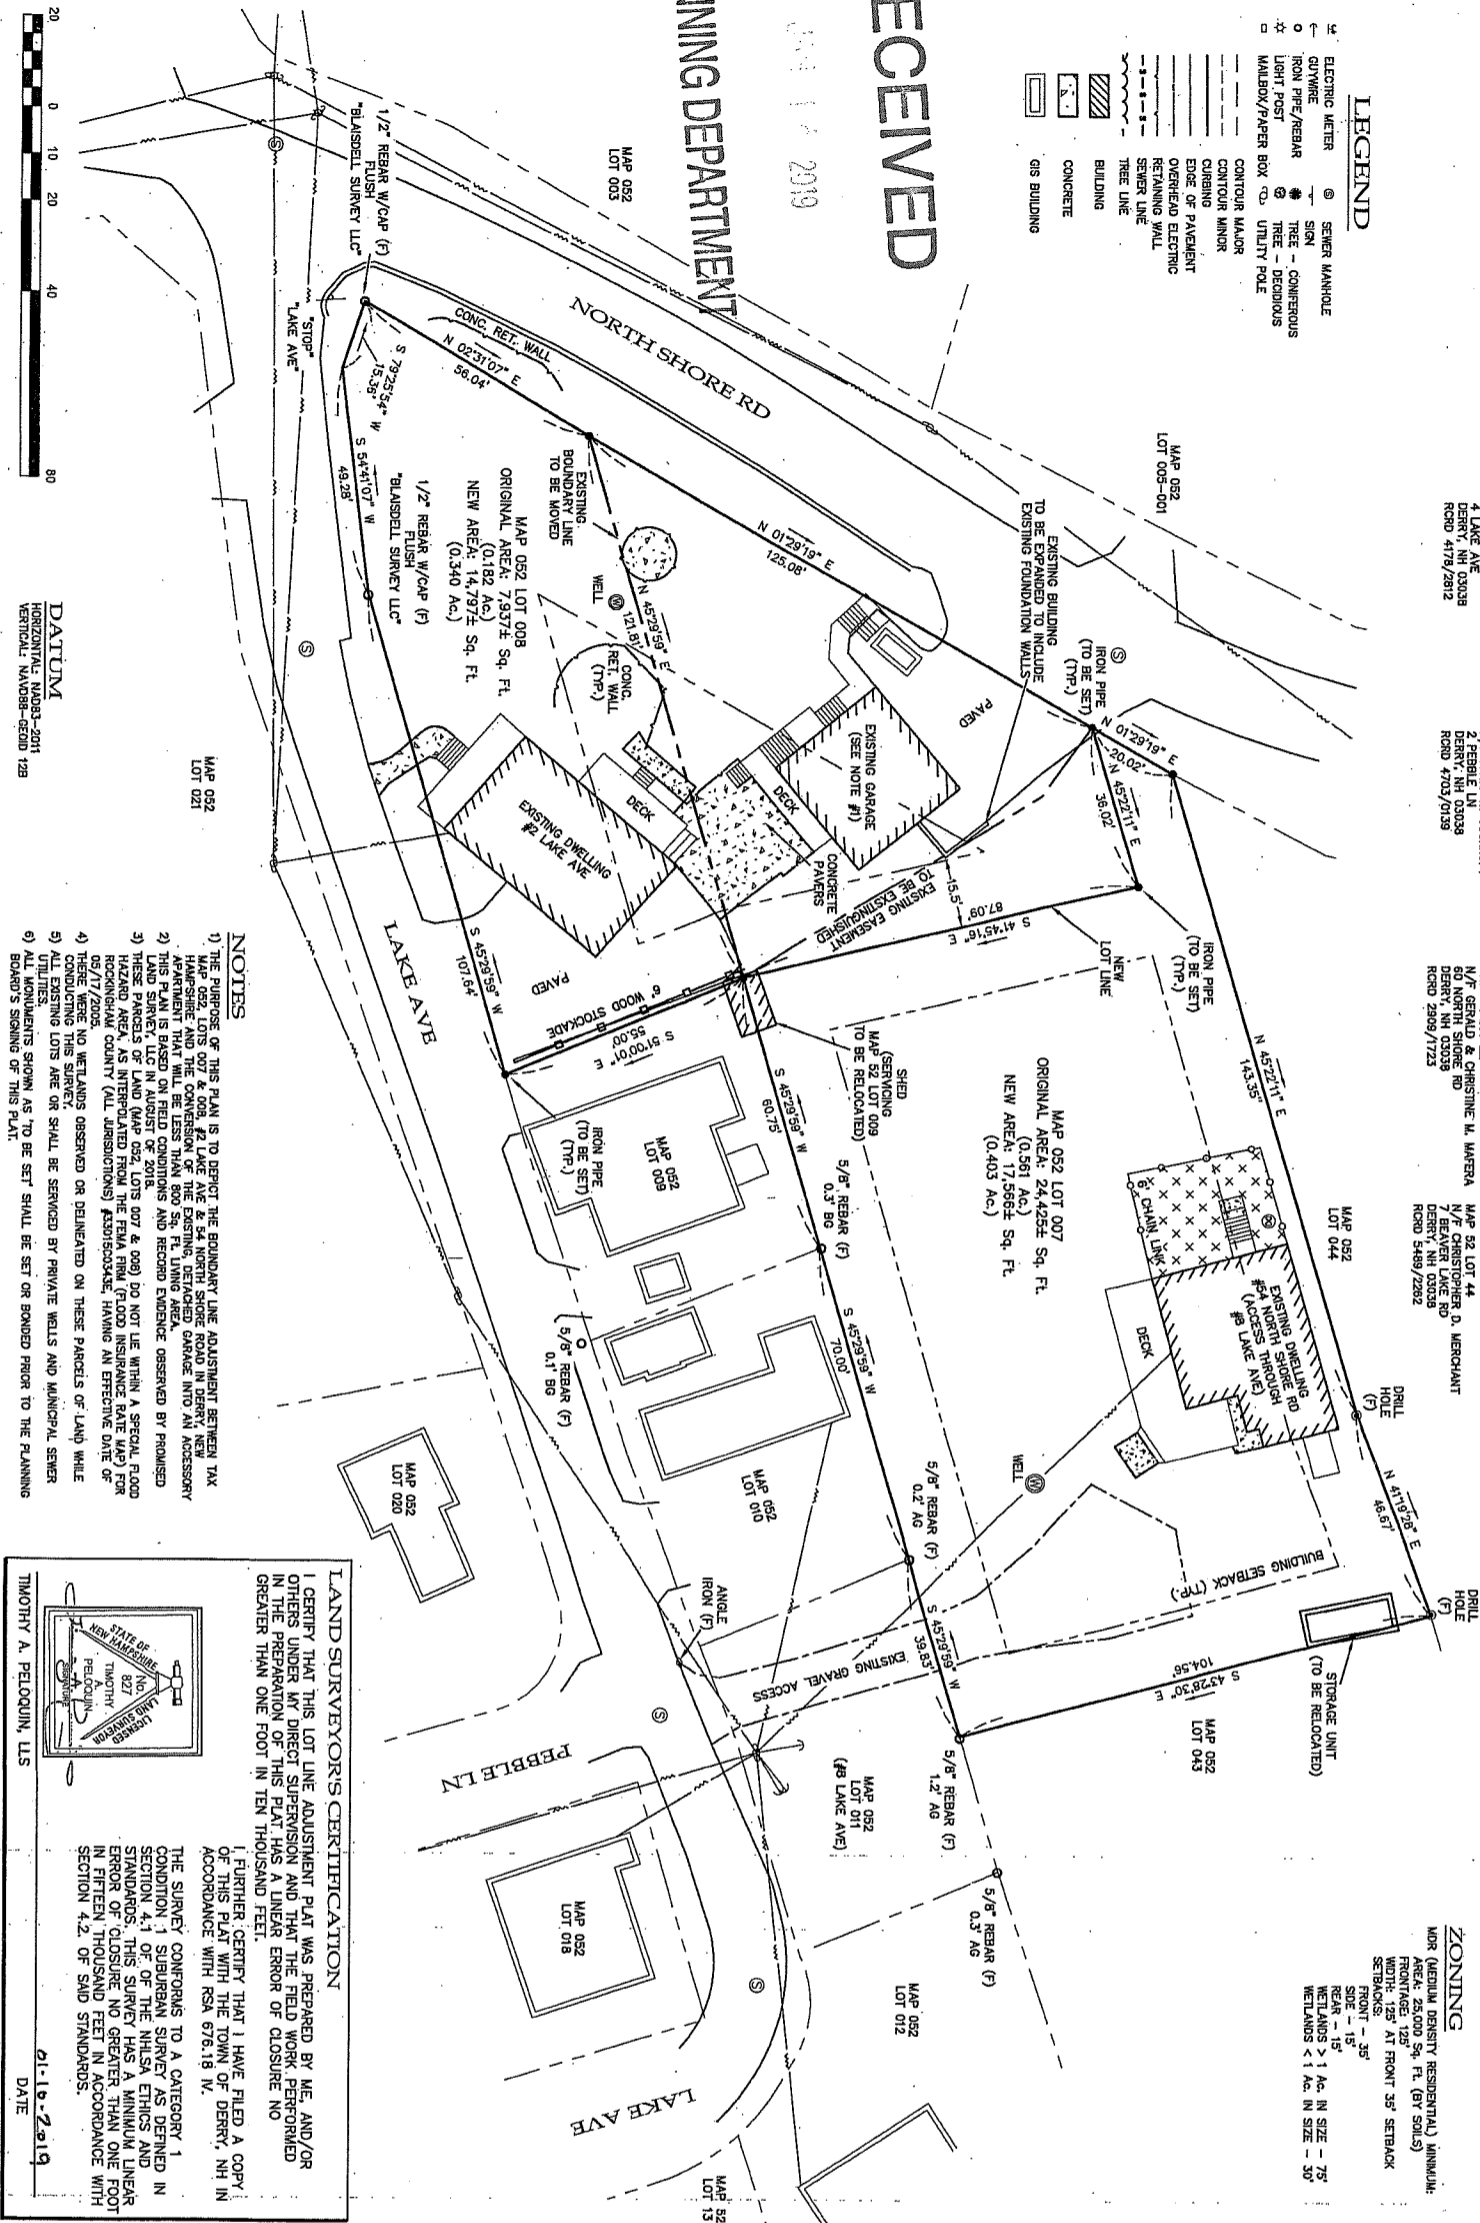 LEGEND
ELECTRIC METER
GUYWIRE
IRON PIPE/REBAR
LIGHT POST
MAILBOX/PAPER BOX
SEWER MANHOLE
SIGN
TREE - CONIFEROUS
TREE - DECIDIOUS
UTILITY POLE
CONTOUR MAJOR
CONTOUR MINOR
CURBING
EDGE OF PAVEMENT
OVERHEAD ELECTRIC
RETAINING WALL
SEWER LINE
TREE LINE
BUILDING
CONCRETE
GIS BUILDING
ECEIVED
2019
NNING DEPARTMENT
4 LAKE AVE
DERRY, NH 03038
RCRD 4178/2812
2 PEBBLE LN
DERRY, NH 03038
RCRD 4703/0139
N/F GERALD & CHRISTINE M. MAFERA
60 NORTH SHORE RD
DERRY, NH 03038
RCRD 2909/1723
MAP 52 LOT 44
N/F CHRISTOPHER D. MERCHANT
7 BEAVER LAKE RD
DERRY, NH 03038
RCRD 5489/2262
ZONING
MDR (MEDIUM DENSITY RESIDENTIAL) MINIMUM:
AREA: 25,000 Sq. Ft. (BY SOILS)
FRONTAGE: 125'
WIDTH: 125' AT FRONT 35' SETBACK
SETBACKS:
FRONT - 35'
SIDE - 15'
REAR - 15'
WETLANDS > 1 Ac. IN SIZE - 75'
WETLANDS < 1 Ac. IN SIZE - 30'
MAP 052
LOT 003
MAP 052
LOT 005-001
NORTH SHORE RD
1/2" REBAR W/CAP (F)
FLUSH
"BLAISDELL SURVEY LLC"
"STOP"
"LAKE AVE"
CONC. RET. WALL
N 02°31'07" E
56.04'
S 79°25'54" W
15.36'
S 54°41'07" W
49.28'
EXISTING
BOUNDARY LINE
TO BE MOVED
N 01°29'19" E
125.08'
MAP 052 LOT 008
ORIGINAL AREA: 7,937± Sq. Ft.
(0.182 Ac.)
NEW AREA: 14,797± Sq. Ft.
(0.340 Ac.)
1/2" REBAR W/CAP (F)
FLUSH
"BLAISDELL SURVEY LLC"
WELL
N 45°29'59" E
121.81'
CONC.
RET. WALL
(TYP.)
EXISTING BUILDING
TO BE EXPANDED TO INCLUDE
EXISTING FOUNDATION WALLS
IRON PIPE
(TO BE SET)
(TYP.)
PAVED
EXISTING GARAGE
(SEE NOTE #1)
DECK
DECK
EXISTING DWELLING
#2 LAKE AVE
CONCRETE
PAVERS
N 01°29'19" E
20.02'
N 45°22'11" E
36.02'
EXISTING EASEMENT
TO BE EXTINGUISHED
15.5'
S 41°45'16" E
87.09'
NEW
LOT LINE
IRON PIPE
(TO BE SET)
(TYP.)
N 45°22'11" E
143.35'
S 45°29'59" W
107.64'
PAVED
6' WOOD STOCKADE
S 51°00'01" E
55.00'
SHED
(SERVICING
MAP 52 LOT 009
TO BE RELOCATED)
IRON PIPE
(TO BE SET)
(TYP.)
MAP 052
LOT 009
S 45°29'59" W
60.75'
5/8" REBAR (F)
0.3' BG
MAP 052 LOT 007
ORIGINAL AREA: 24,425± Sq. Ft.
(0.561 Ac.)
NEW AREA: 17,566± Sq. Ft.
(0.403 Ac.)
MAP 052
LOT 044
6' CHAIN LINK
EXISTING DWELLING
#54 NORTH SHORE RD
(ACCESS THROUGH
#8 LAKE AVE)
DECK
WELL
DRILL
HOLE
(F)
N 41°19'28" E
46.67'
DRILL
HOLE
(F)
BUILDING SETBACK (TYP.)
STORAGE UNIT
(TO BE RELOCATED)
S 43°28'30" E
104.56'
MAP 052
LOT 043
S 45°29'59" W
70.00'
5/8" REBAR (F)
0.1' BG
MAP 052
LOT 010
5/8" REBAR (F)
0.2' AG
S 45°29'59" W
39.83'
EXISTING GRAVEL ACCESS
ANGLE
IRON (F)
5/8" REBAR (F)
1.2' AG
MAP 052
LOT 011
(#8 LAKE AVE)
5/8" REBAR (F)
0.3' AG
MAP 052
LOT 012
MAP 52
LOT 13
MAP 052
LOT 018
MAP 052
LOT 020
MAP 052
LOT 021
LAKE AVE
PEBBLE LN
LAKE AVE
20 0 10 20 40 80
DATUM
HORIZONTAL: NAD83-2011
VERTICAL: NAVD88-GEOID 12B
NOTES
1) THE PURPOSE OF THIS PLAN IS TO DEPICT THE BOUNDARY LINE ADJUSTMENT BETWEEN TAX
MAP 052, LOTS 007 & 008, #2 LAKE AVE & 54 NORTH SHORE ROAD IN DERRY, NEW
HAMPSHIRE AND THE CONVERSION OF THE EXISTING, DETACHED GARAGE INTO AN ACCESSORY
APARTMENT THAT WILL BE LESS THAN 800 Sq. Ft. LIVING AREA.
2) THIS PLAN IS BASED ON FIELD CONDITIONS AND RECORD EVIDENCE OBSERVED BY PROMISED
LAND SURVEY, LLC IN AUGUST OF 2018.
3) THESE PARCELS OF LAND (MAP 052, LOTS 007 & 008) DO NOT LIE WITHIN A SPECIAL FLOOD
HAZARD AREA, AS INTERPOLATED FROM THE FEMA FIRM (FLOOD INSURANCE RATE MAP) FOR
ROCKINGHAM COUNTY (ALL JURISDICTIONS) #33015C0343E, HAVING AN EFFECTIVE DATE OF
05/17/2005.
4) THERE WERE NO WETLANDS OBSERVED OR DELINEATED ON THESE PARCELS OF LAND WHILE
CONDUCTING THIS SURVEY.
5) ALL EXISTING LOTS ARE OR SHALL BE SERVICED BY PRIVATE WELLS AND MUNICIPAL SEWER
UTILITIES.
6) ALL MONUMENTS SHOWN AS "TO BE SET" SHALL BE SET OR BONDED PRIOR TO THE PLANNING
BOARD'S SIGNING OF THIS PLAT.
LAND SURVEYOR'S CERTIFICATION
I CERTIFY THAT THIS LOT LINE ADJUSTMENT PLAT WAS PREPARED BY ME, AND/OR
OTHERS UNDER MY DIRECT SUPERVISION AND THAT THE FIELD WORK PERFORMED
IN THE PREPARATION OF THIS PLAT HAS A LINEAR ERROR OF CLOSURE NO
GREATER THAN ONE FOOT IN TEN THOUSAND FEET.
I FURTHER CERTIFY THAT I HAVE FILED A COPY
OF THIS PLAT WITH THE TOWN OF DERRY, NH IN
ACCORDANCE WITH RSA 676.18 IV.
THE SURVEY CONFORMS TO A CATEGORY 1
CONDITION 1 SUBURBAN SURVEY AS DEFINED IN
SECTION 4.1 OF OF THE NHLSA ETHICS AND
STANDARDS. THIS SURVEY HAS A MINIMUM LINEAR
ERROR OF CLOSURE NO GREATER THAN ONE FOOT
IN FIFTEEN THOUSAND FEET IN ACCORDANCE WITH
SECTION 4.2. OF SAID STANDARDS.
STATE OF
NEW HAMPSHIRE
No.
827
TIMOTHY
A.
PELOQUIN
SIGNATURE
LICENSED
LAND SURVEYOR
TIMOTHY A. PELOQUIN, LLS
01-16-2019
DATE